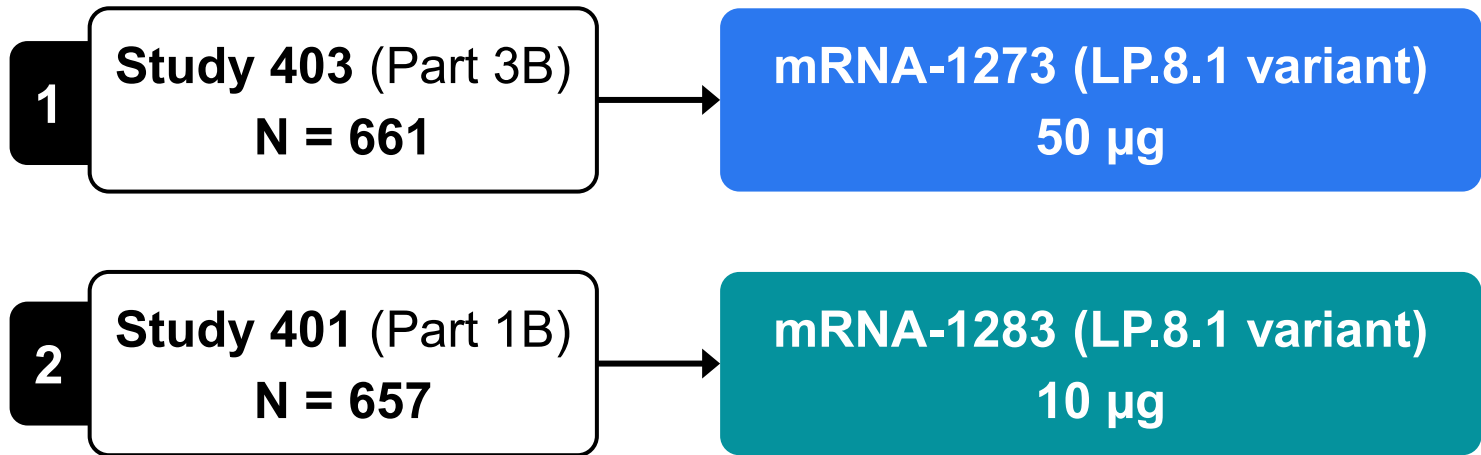 1
Study 403 (Part 3B)
N = 661
mRNA-1273 (LP.8.1 variant)
50 µg
2
Study 401 (Part 1B)
N = 657
mRNA-1283 (LP.8.1 variant)
10 µg